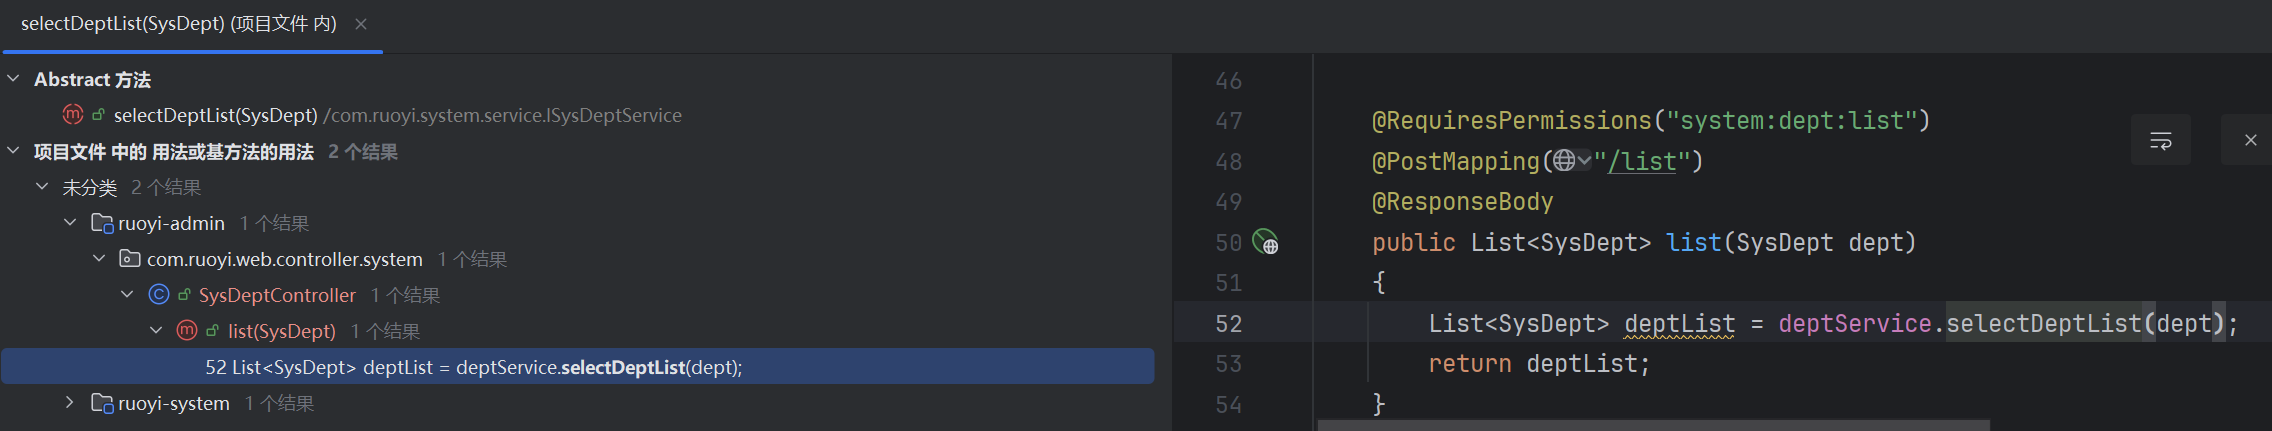 selectDeptList(SysDept) (项目文件 内)
Abstract 方法
selectDeptList(SysDept) /com.ruoyi.system.service.ISysDeptService
项目文件 中的 用法或基方法的用法 2 个结果
未分类 2 个结果
ruoyi-admin 1 个结果
com.ruoyi.web.controller.system 1 个结果
SysDeptController 1 个结果
list(SysDept) 1 个结果
52 List<SysDept> deptList = deptService.selectDeptList(dept);
ruoyi-system 1 个结果
46
47 @RequiresPermissions("system:dept:list")
48 @PostMapping("/list")
49 @ResponseBody
50 public List<SysDept> list(SysDept dept)
51 {
52 List<SysDept> deptList = deptService.selectDeptList(dept);
53 return deptList;
54 }